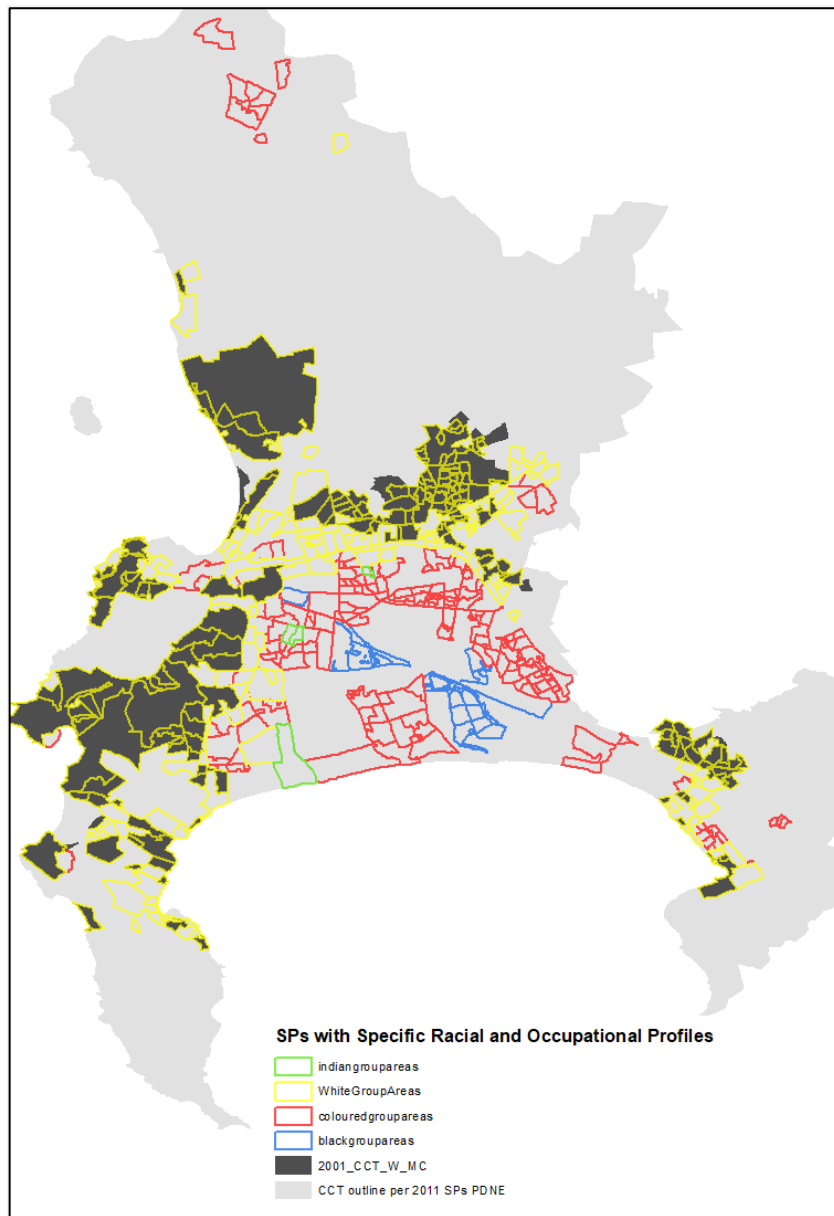 SPs with Specific Racial and Occupational Profiles
indiangroupareas
WhiteGroupAreas
colouredgroupareas
blackgroupareas
2001_CCT_W_MC
CCT outline per 2011 SPs PDNE